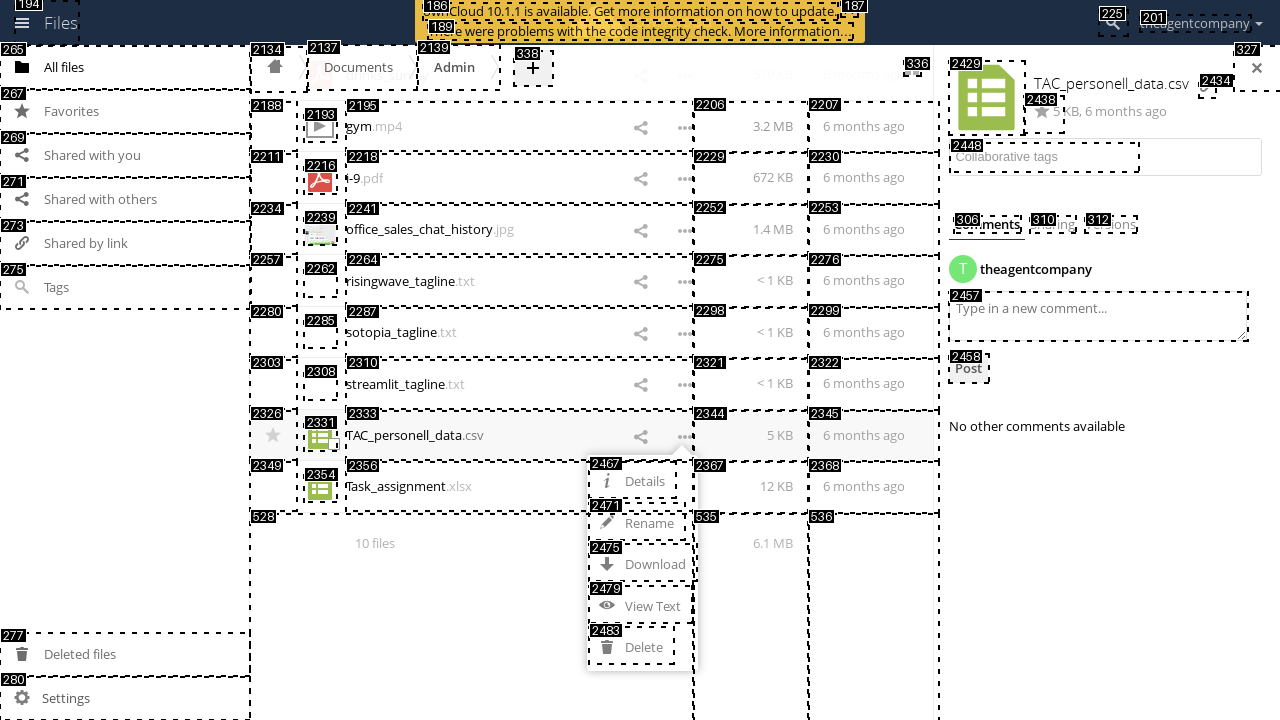 194
Files
186
ownCloud 10.1.1 is available. Get more information on how to update.
187
189
There were problems with the code integrity check. More information…
225
201
theagentcompany
265
All files
267
Favorites
269
Shared with you
271
Shared with others
273
Shared by link
275
Tags
277
Deleted files
280
Settings
2134
2137
Documents
2139
Admin
338
+
336
2188
2193
2195
gym.mp4
2206
3.2 MB
2207
6 months ago
2211
2216
2218
i-9.pdf
2229
672 KB
2230
6 months ago
2234
2239
2241
office_sales_chat_history.jpg
2252
1.4 MB
2253
6 months ago
2257
2262
2264
risingwave_tagline.txt
2275
< 1 KB
2276
6 months ago
2280
2285
2287
sotopia_tagline.txt
2298
< 1 KB
2299
6 months ago
2303
2308
2310
streamlit_tagline.txt
2321
< 1 KB
2322
6 months ago
2326
2331
2333
TAC_personell_data.csv
2344
5 KB
2345
6 months ago
2349
2354
2356
Task_assignment.xlsx
2367
12 KB
2368
6 months ago
528
10 files
535
6.1 MB
536
2467
Details
2471
Rename
2475
Download
2479
View Text
2483
Delete
327
2429
TAC_personell_data.csv
2434
2438
5 KB, 6 months ago
2448
Collaborative tags
306
Comments
310
Sharing
312
Versions
T
theagentcompany
2457
Type in a new comment...
2458
Post
No other comments available